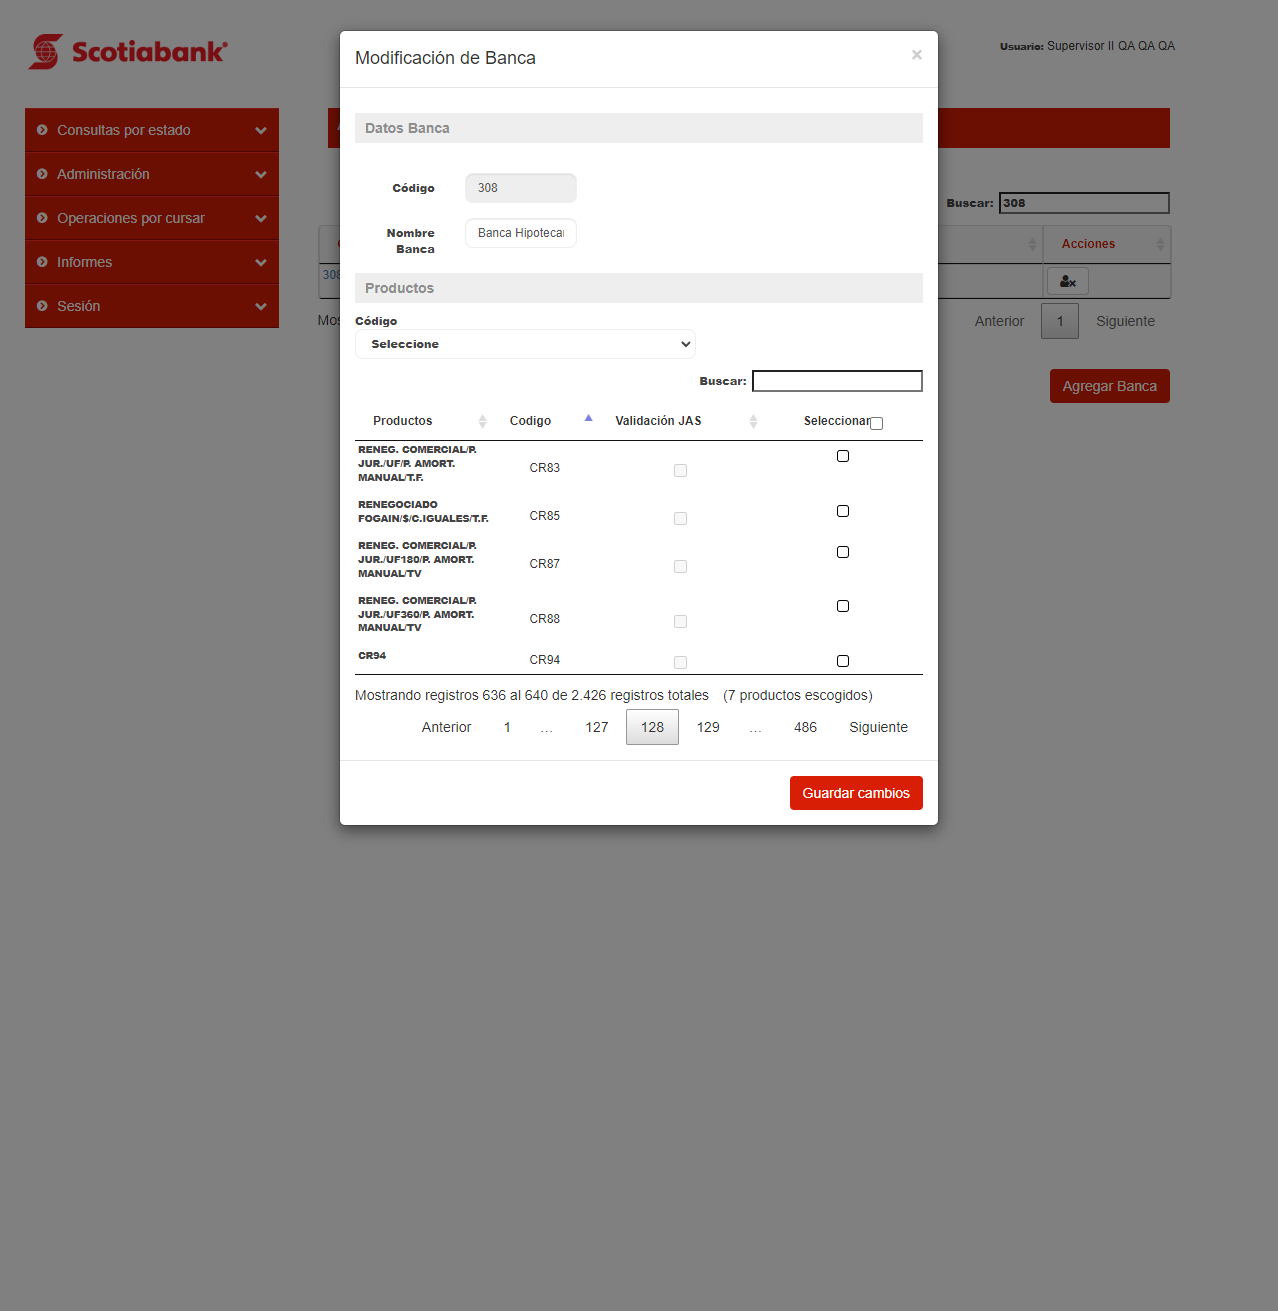 Scotiabank
Usuario: Supervisor II QA QA QA
Consultas por estado
Administración
Operaciones por cursar
Informes
Sesión
Buscar: 308
Acciones
308
Anterior 1 Siguiente
Agregar Banca
Modificación de Banca ×
Datos Banca
Código 308
Nombre
Banca
Banca Hipotecar
Productos
Código
Seleccione
Buscar:
Productos Codigo Validación JAS Seleccionar
RENEG. COMERCIAL/P.
JUR./UF/P. AMORT.
MANUAL/T.F.
CR83
RENEGOCIADO
FOGAIN/$/C.IGUALES/T.F.
CR85
RENEG. COMERCIAL/P.
JUR./UF180/P. AMORT.
MANUAL/TV
CR87
RENEG. COMERCIAL/P.
JUR./UF360/P. AMORT.
MANUAL/TV
CR88
CR94 CR94
Mostrando registros 636 al 640 de 2.426 registros totales (7 productos escogidos)
Anterior 1 … 127 128 129 … 486 Siguiente
Guardar cambios